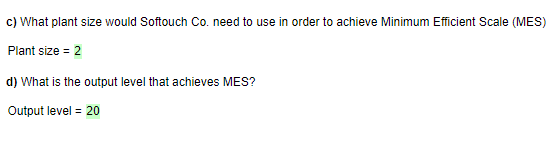 c) What plant size would Softouch Co. need to use in order to achieve Minimum Efficient Scale (MES)
Plant size = 2
d) What is the output level that achieves MES?
Output level = 20